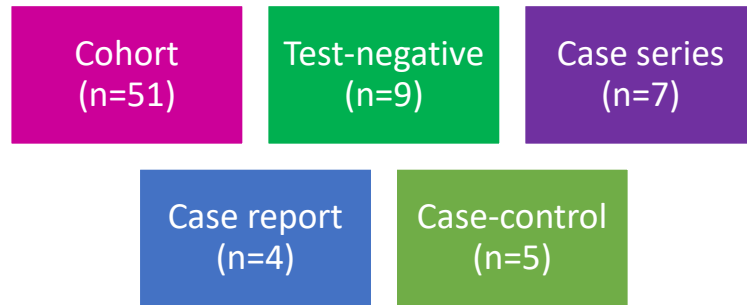 Cohort
(n=51)
Test-negative
(n=9)
Case series
(n=7)
Case report
(n=4)
Case-control
(n=5)